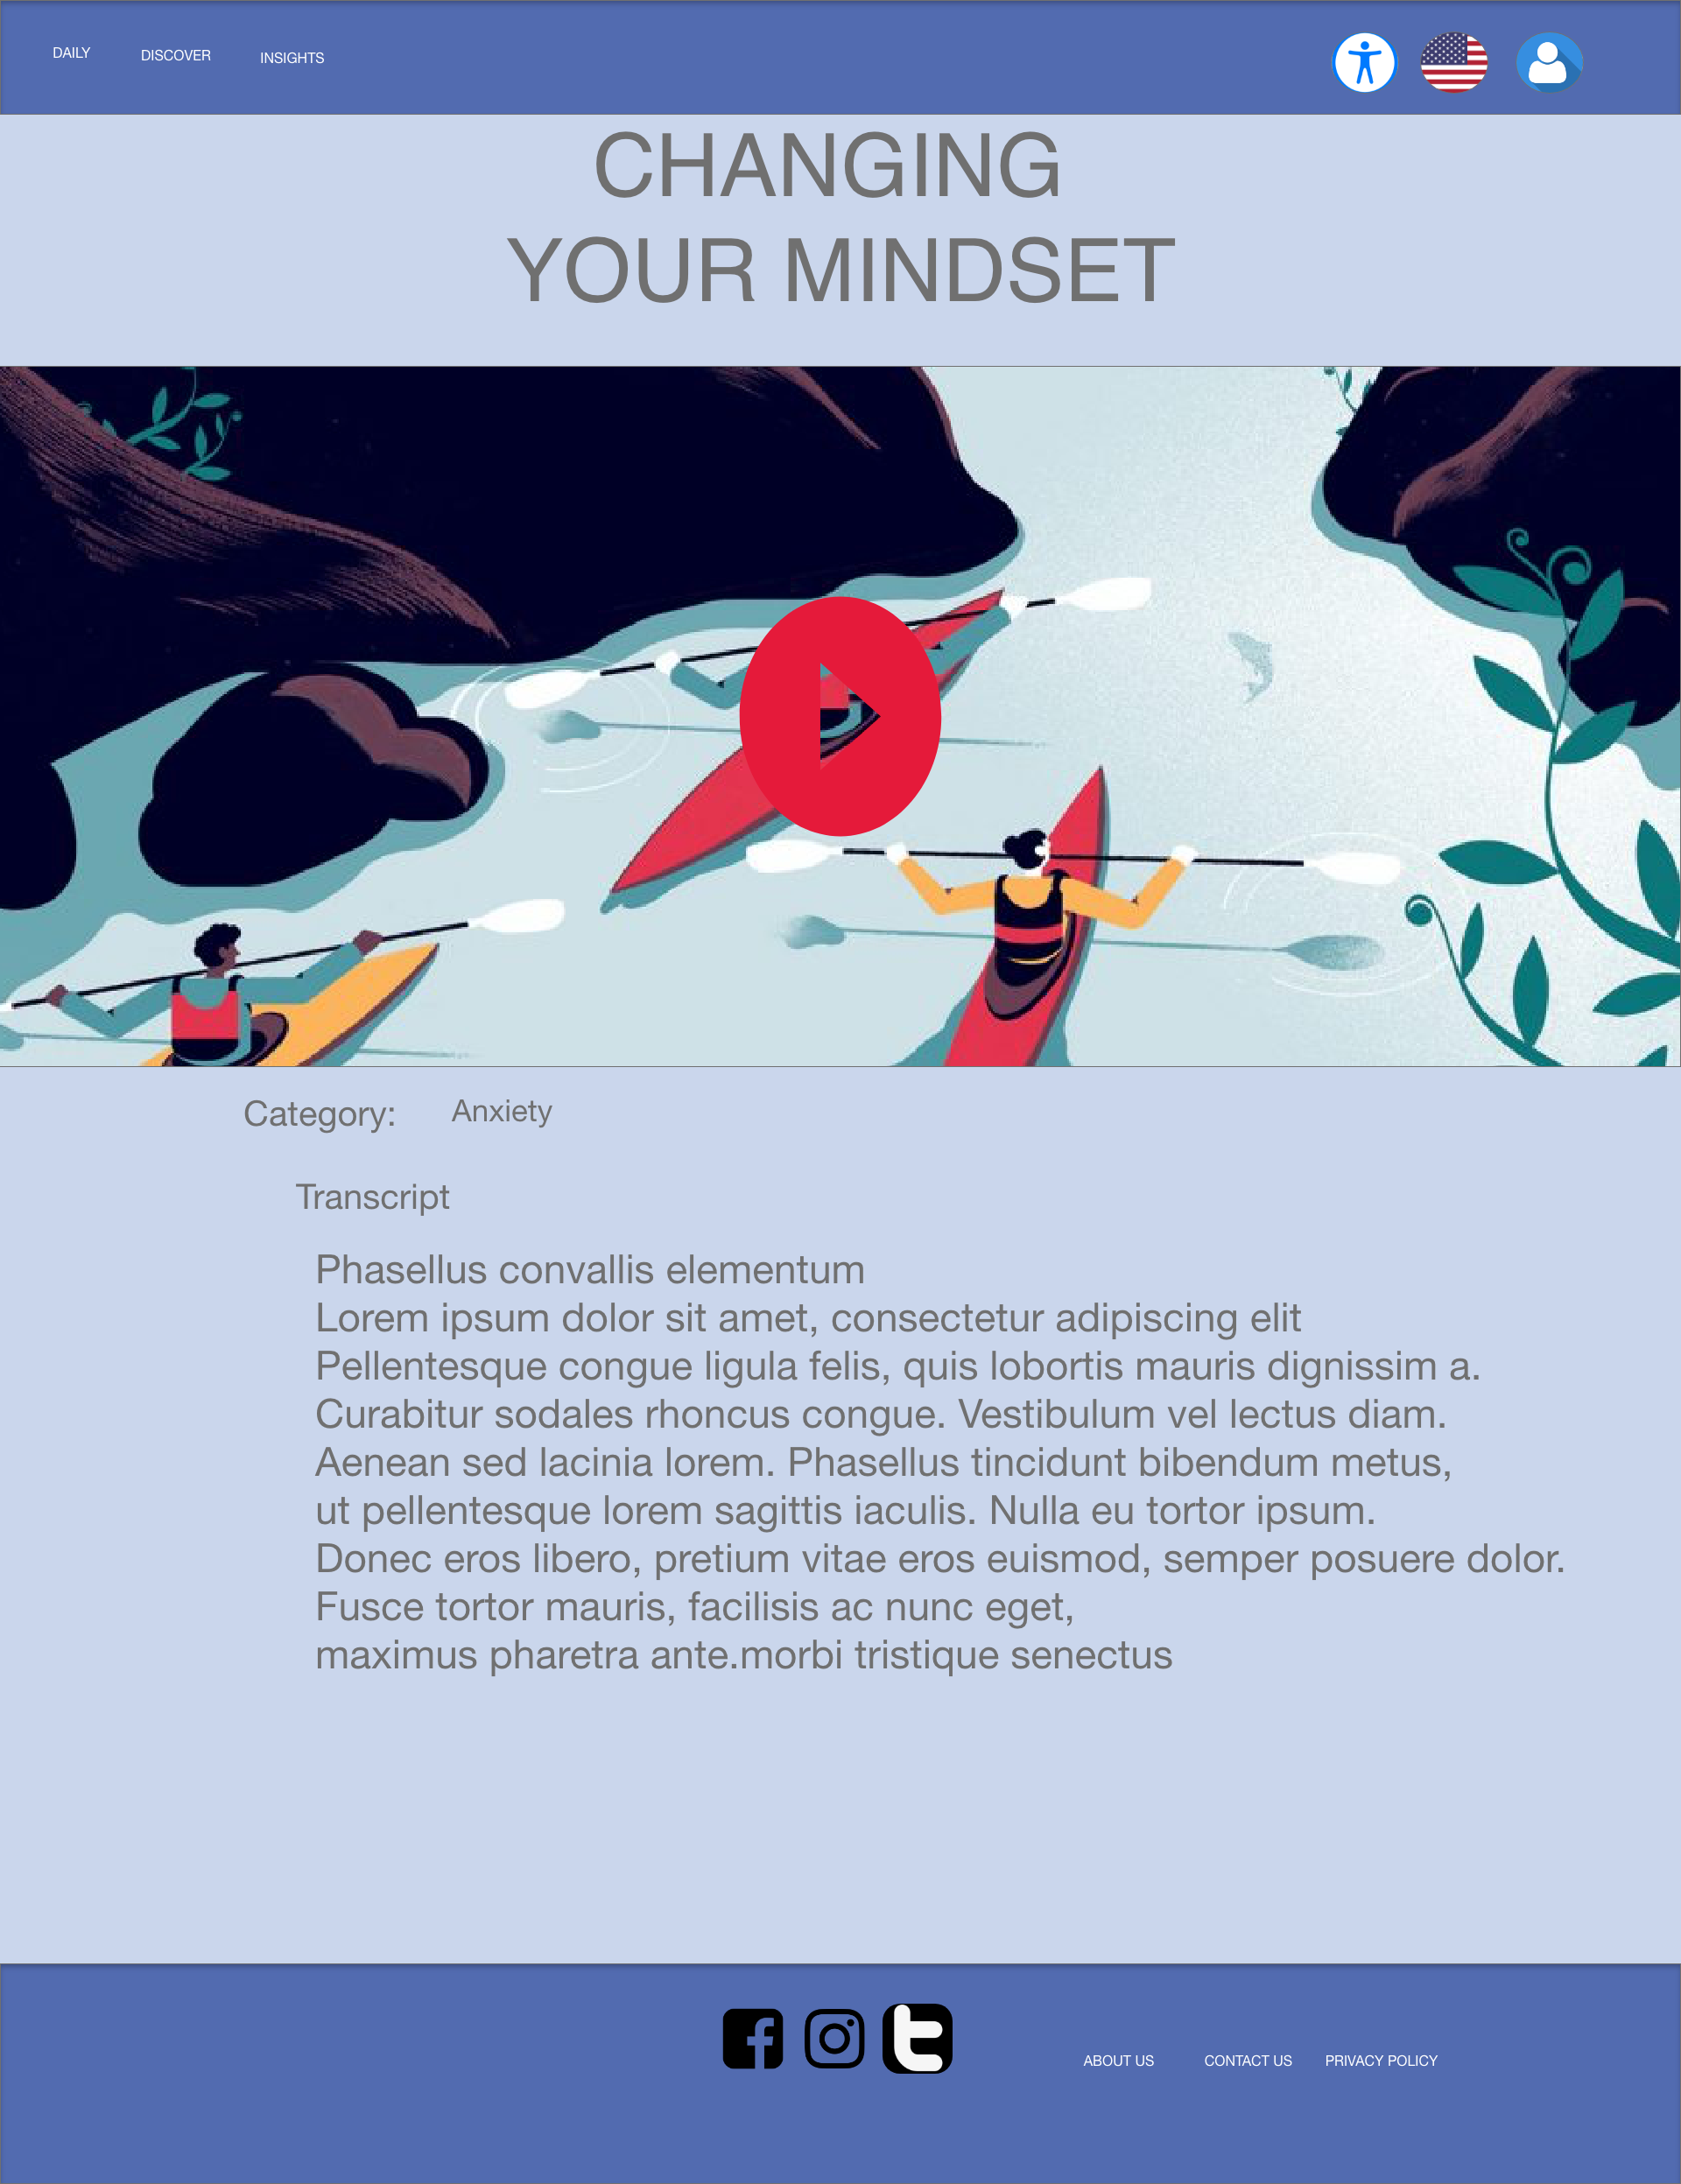 DAILY
DISCOVER
INSIGHTS
CHANGING
YOUR MINDSET
Category:
Anxiety
Transcript
Phasellus convallis elementum
Lorem ipsum dolor sit amet, consectetur adipiscing elit
Pellentesque congue ligula felis, quis lobortis mauris dignissim a.
Curabitur sodales rhoncus congue. Vestibulum vel lectus diam.
Aenean sed lacinia lorem. Phasellus tincidunt bibendum metus,
ut pellentesque lorem sagittis iaculis. Nulla eu tortor ipsum.
Donec eros libero, pretium vitae eros euismod, semper posuere dolor.
Fusce tortor mauris, facilisis ac nunc eget,
maximus pharetra ante.morbi tristique senectus
ABOUT US
CONTACT US
PRIVACY POLICY